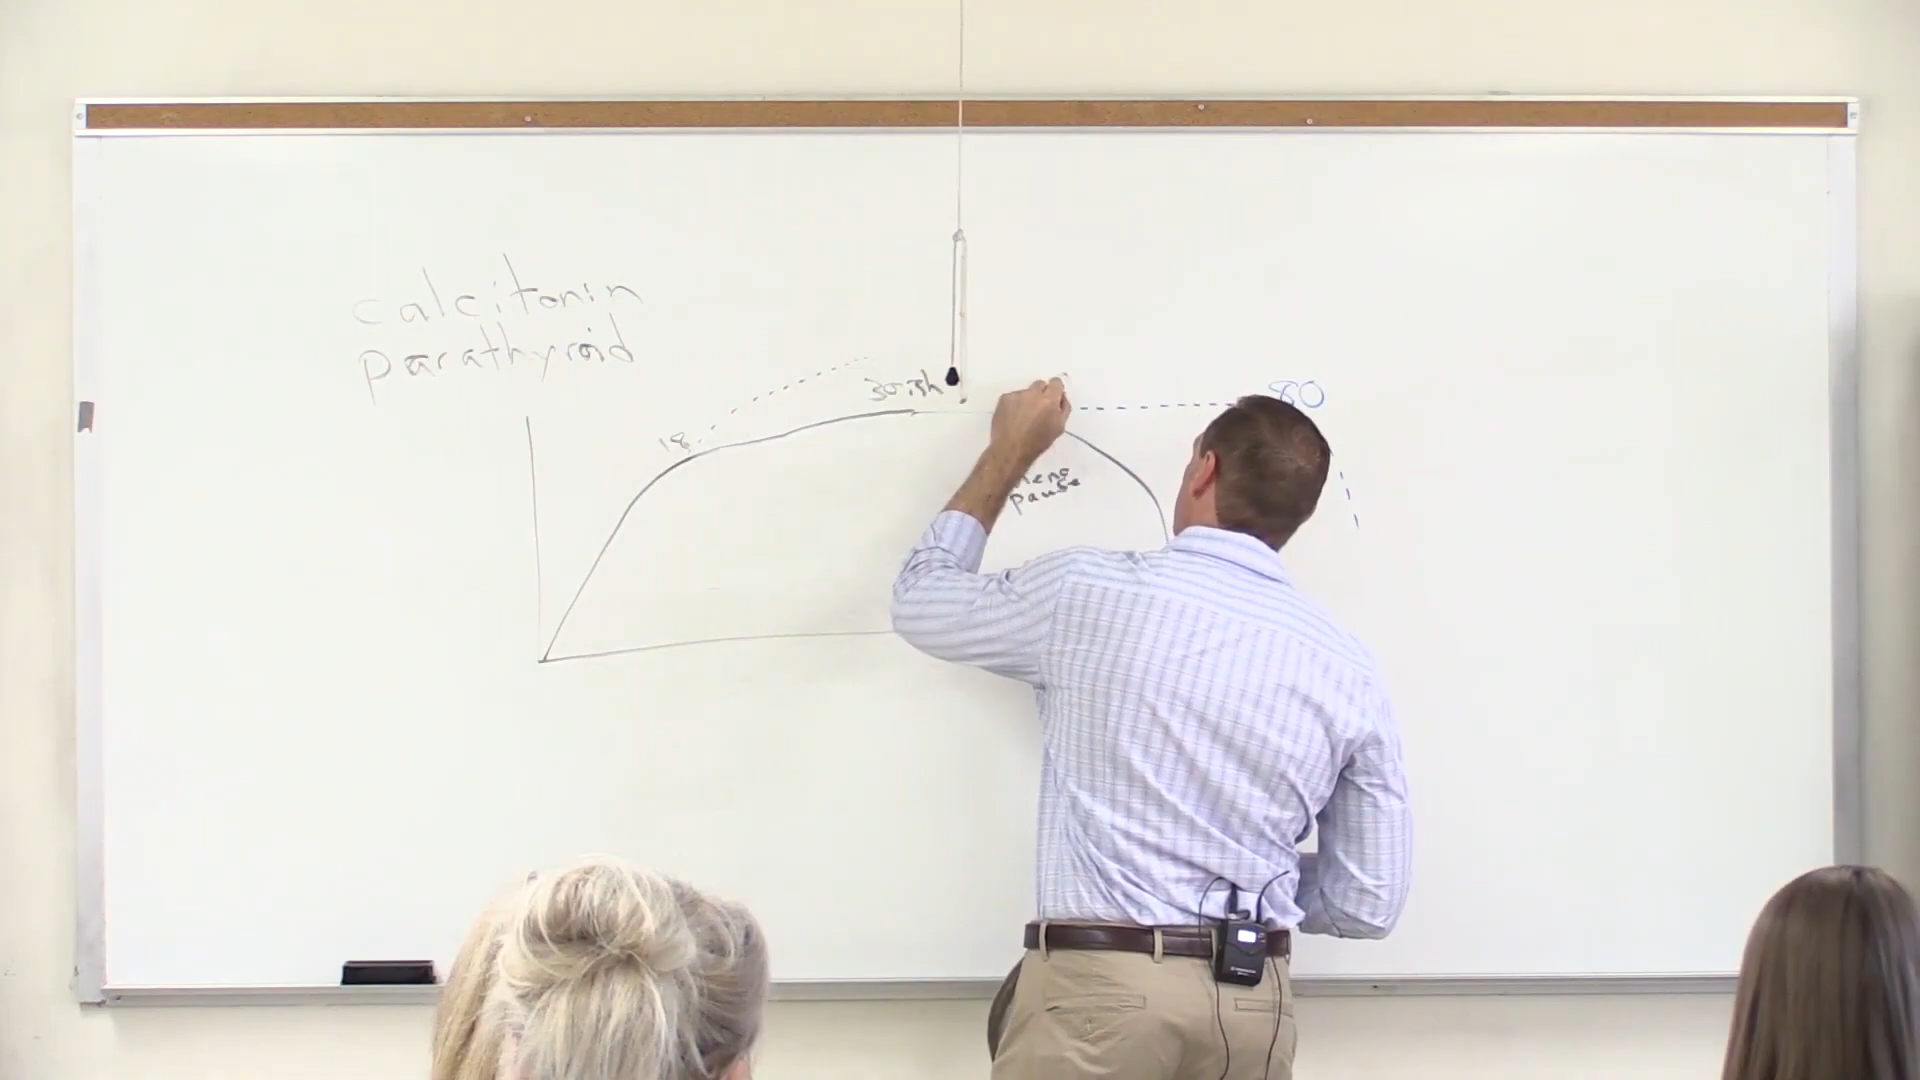 calcitonin
parathyroid
18
30ish
80
meno
pause